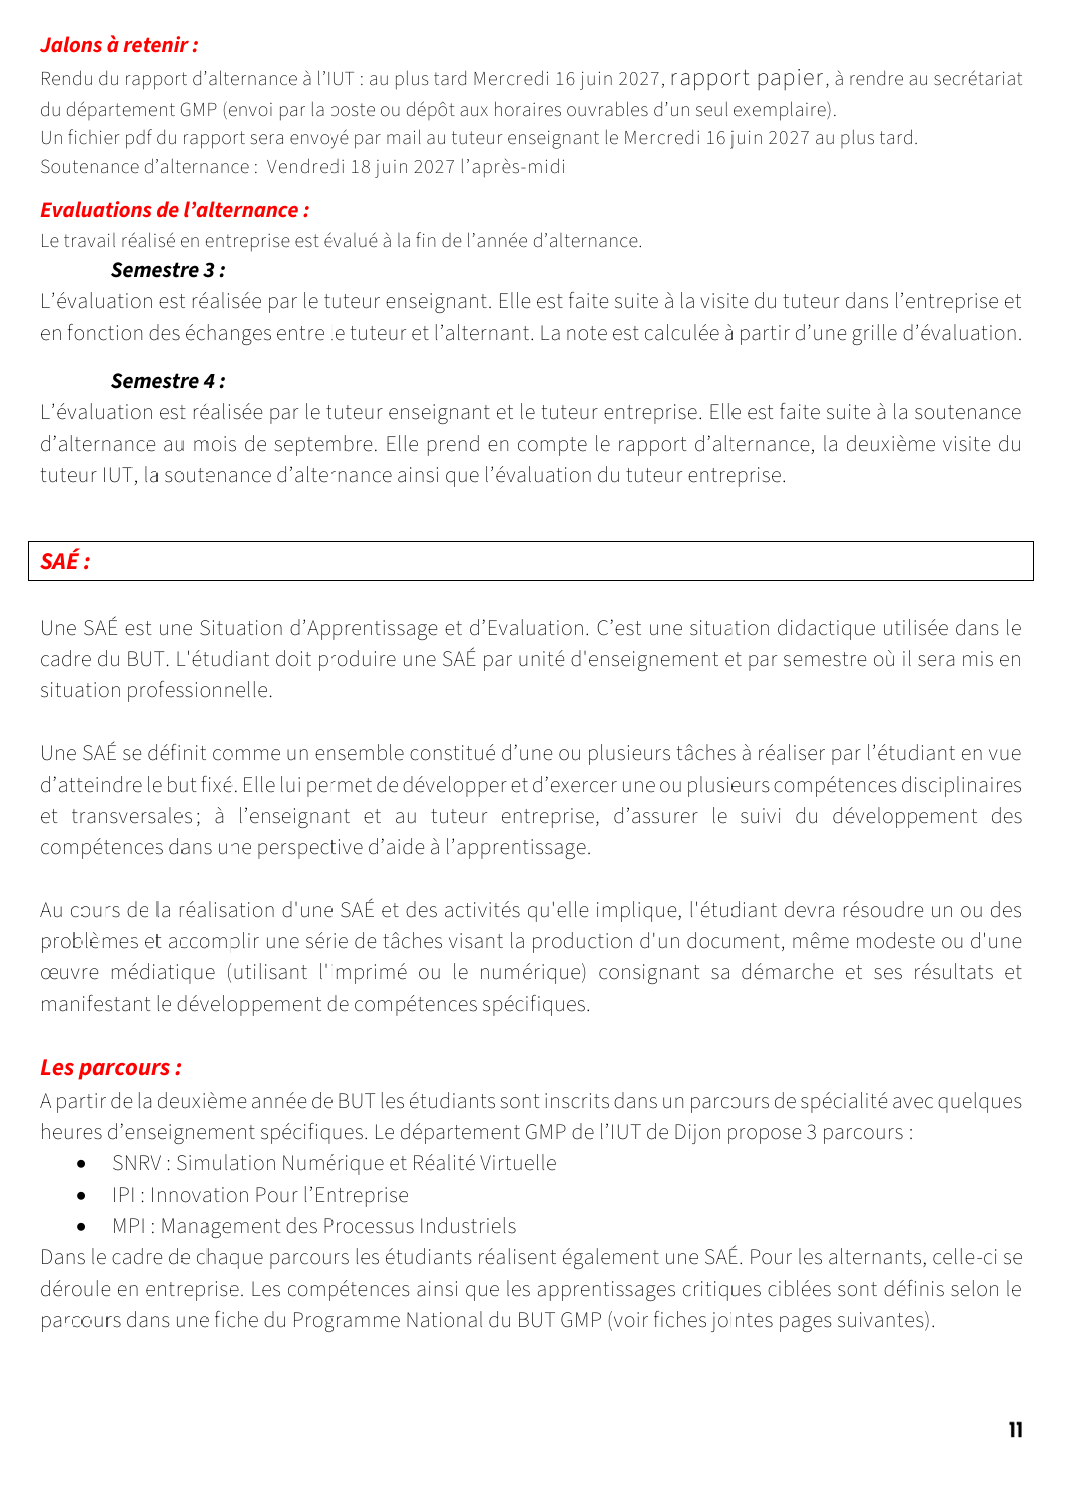 Jalons à retenir :
Rendu du rapport d’alternance à l’IUT : au plus tard Mercredi 16 juin 2027, rapport papier, à rendre au secrétariat
du département GMP (envoi par la poste ou dépôt aux horaires ouvrables d’un seul exemplaire).
Un fichier pdf du rapport sera envoyé par mail au tuteur enseignant le Mercredi 16 juin 2027 au plus tard.
Soutenance d’alternance : Vendredi 18 juin 2027 l’après-midi
Evaluations de l’alternance :
Le travail réalisé en entreprise est évalué à la fin de l’année d’alternance.
Semestre 3 :
L’évaluation est réalisée par le tuteur enseignant. Elle est faite suite à la visite du tuteur dans l’entreprise et
en fonction des échanges entre le tuteur et l’alternant. La note est calculée à partir d’une grille d’évaluation.
Semestre 4 :
L’évaluation est réalisée par le tuteur enseignant et le tuteur entreprise. Elle est faite suite à la soutenance
d’alternance au mois de septembre. Elle prend en compte le rapport d’alternance, la deuxième visite du
tuteur IUT, la soutenance d’alternance ainsi que l’évaluation du tuteur entreprise.
SAÉ :
Une SAÉ est une Situation d’Apprentissage et d’Evaluation. C’est une situation didactique utilisée dans le
cadre du BUT. L'étudiant doit produire une SAÉ par unité d'enseignement et par semestre où il sera mis en
situation professionnelle.
Une SAÉ se définit comme un ensemble constitué d’une ou plusieurs tâches à réaliser par l’étudiant en vue
d’atteindre le but fixé. Elle lui permet de développer et d’exercer une ou plusieurs compétences disciplinaires
et transversales ; à l’enseignant et au tuteur entreprise, d’assurer le suivi du développement des
compétences dans une perspective d’aide à l’apprentissage.
Au cours de la réalisation d'une SAÉ et des activités qu'elle implique, l'étudiant devra résoudre un ou des
problèmes et accomplir une série de tâches visant la production d'un document, même modeste ou d'une
œuvre médiatique (utilisant l'imprimé ou le numérique) consignant sa démarche et ses résultats et
manifestant le développement de compétences spécifiques.
Les parcours :
A partir de la deuxième année de BUT les étudiants sont inscrits dans un parcours de spécialité avec quelques
heures d’enseignement spécifiques. Le département GMP de l’IUT de Dijon propose 3 parcours :
• SNRV : Simulation Numérique et Réalité Virtuelle
• IPI : Innovation Pour l’Entreprise
• MPI : Management des Processus Industriels
Dans le cadre de chaque parcours les étudiants réalisent également une SAÉ. Pour les alternants, celle-ci se
déroule en entreprise. Les compétences ainsi que les apprentissages critiques ciblées sont définis selon le
parcours dans une fiche du Programme National du BUT GMP (voir fiches jointes pages suivantes).
11